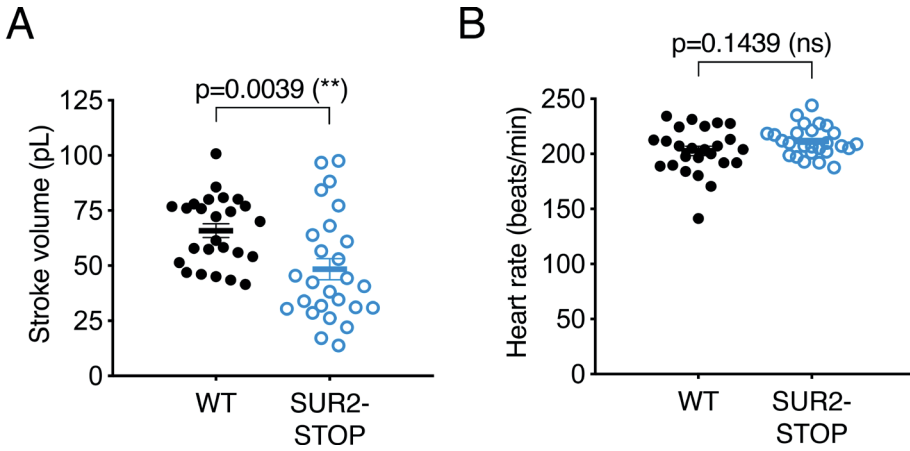 A
p=0.0039 (**)
Stroke volume (pL)
125
100
75
50
25
0
WT
SUR2-
STOP
B
p=0.1439 (ns)
Heart rate (beats/min)
250
200
150
100
50
0
WT
SUR2-
STOP